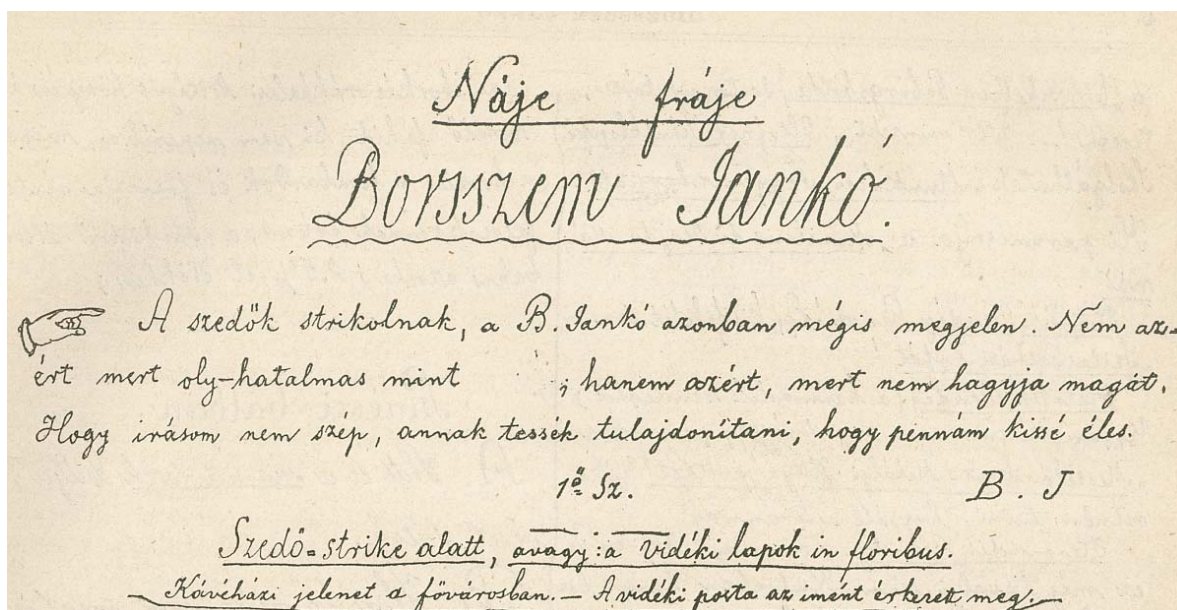 Náje fráje
Borsszem Jankó.
A szedők strikolnak, a B. Jankó azonban mégis megjelen. Nem az-
ért mert oly-hatalmas mint ; hanem azért, mert nem hagyja magát.
Hogy irásom nem szép, annak tessék tulajdonítani, hogy pennám kissé éles.
1ő Sz. B. J
Szedő-strike alatt, avagy: a vidéki lapok in floribus.
Kávéházi jelenet a fővárosban. — A vidéki posta az imént érkezett meg. —